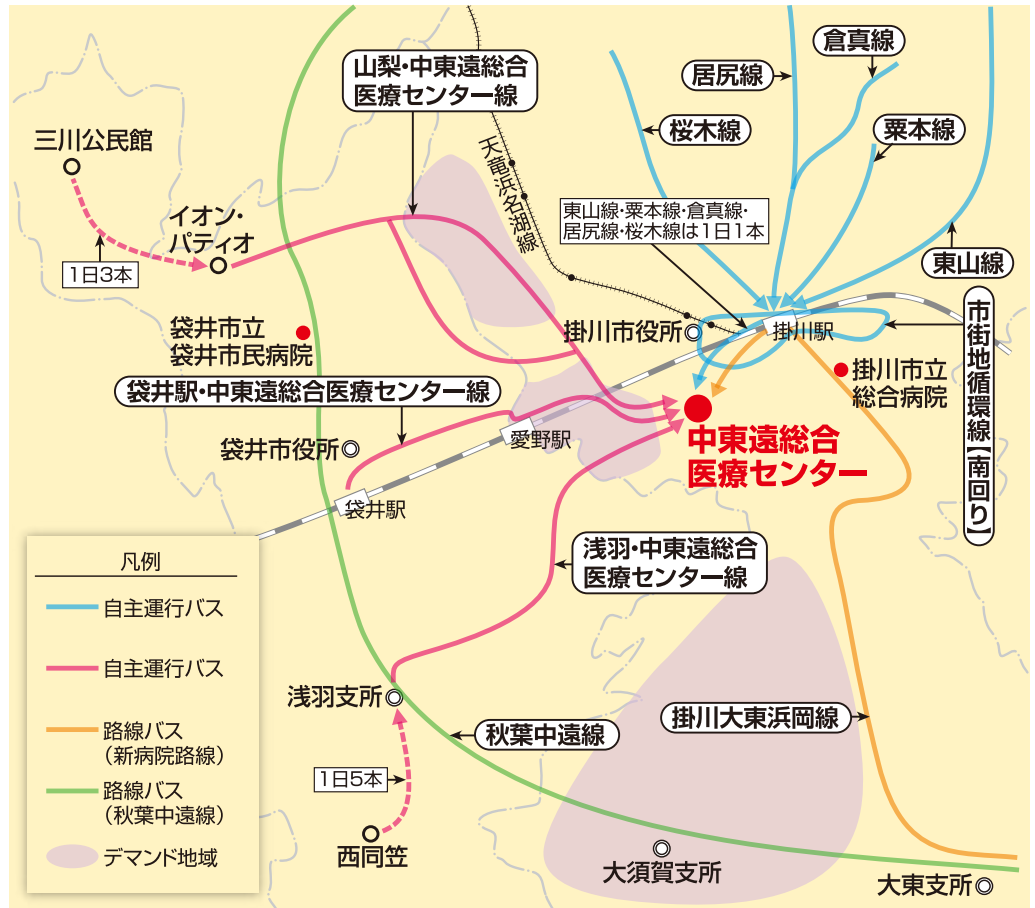 山梨・中東遠総合
医療センター線
倉真線
居尻線
桜木線
粟本線
三川公民館
天竜浜名湖線
イオン・
パティオ
東山線・粟本線・倉真線・
居尻線・桜木線は1日1本
1日3本
東山線
市街地循環線【南回り】
袋井市立
袋井市民病院
掛川市役所
掛川駅
掛川市立
総合病院
袋井駅・中東遠総合医療センター線
中東遠総合
医療センター
愛野駅
袋井市役所
袋井駅
浅羽・中東遠総合
医療センター線
凡例
自主運行バス
自主運行バス
路線バス
（新病院路線）
路線バス
（秋葉中遠線）
デマンド地域
浅羽支所
秋葉中遠線
掛川大東浜岡線
1日5本
西同笠
大須賀支所
大東支所